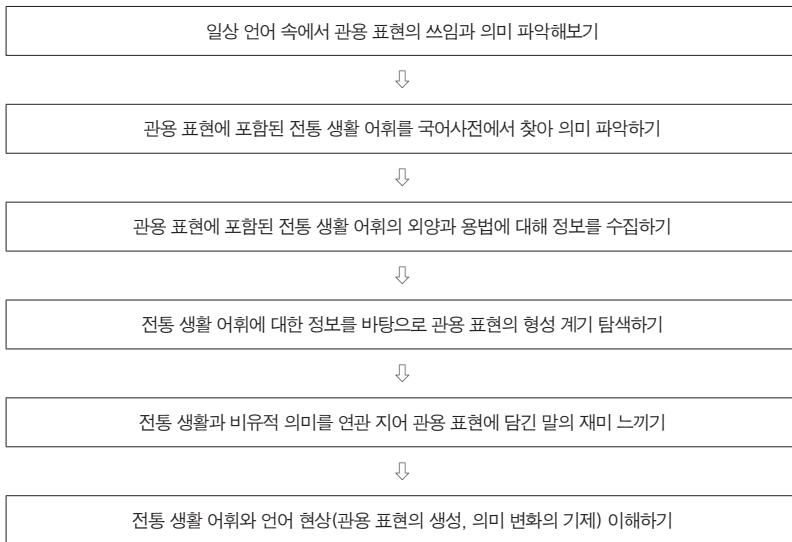 일상 언어 속에서 관용 표현의 쓰임과 의미 파악해보기
⇩
관용 표현에 포함된 전통 생활 어휘를 국어사전에서 찾아 의미 파악하기
⇩
관용 표현에 포함된 전통 생활 어휘의 외양과 용법에 대해 정보를 수집하기
⇩
전통 생활 어휘에 대한 정보를 바탕으로 관용 표현의 형성 계기 탐색하기
⇩
전통 생활과 비유적 의미를 연관 지어 관용 표현에 담긴 말의 재미 느끼기
⇩
전통 생활 어휘와 언어 현상(관용 표현의 생성, 의미 변화의 기제) 이해하기